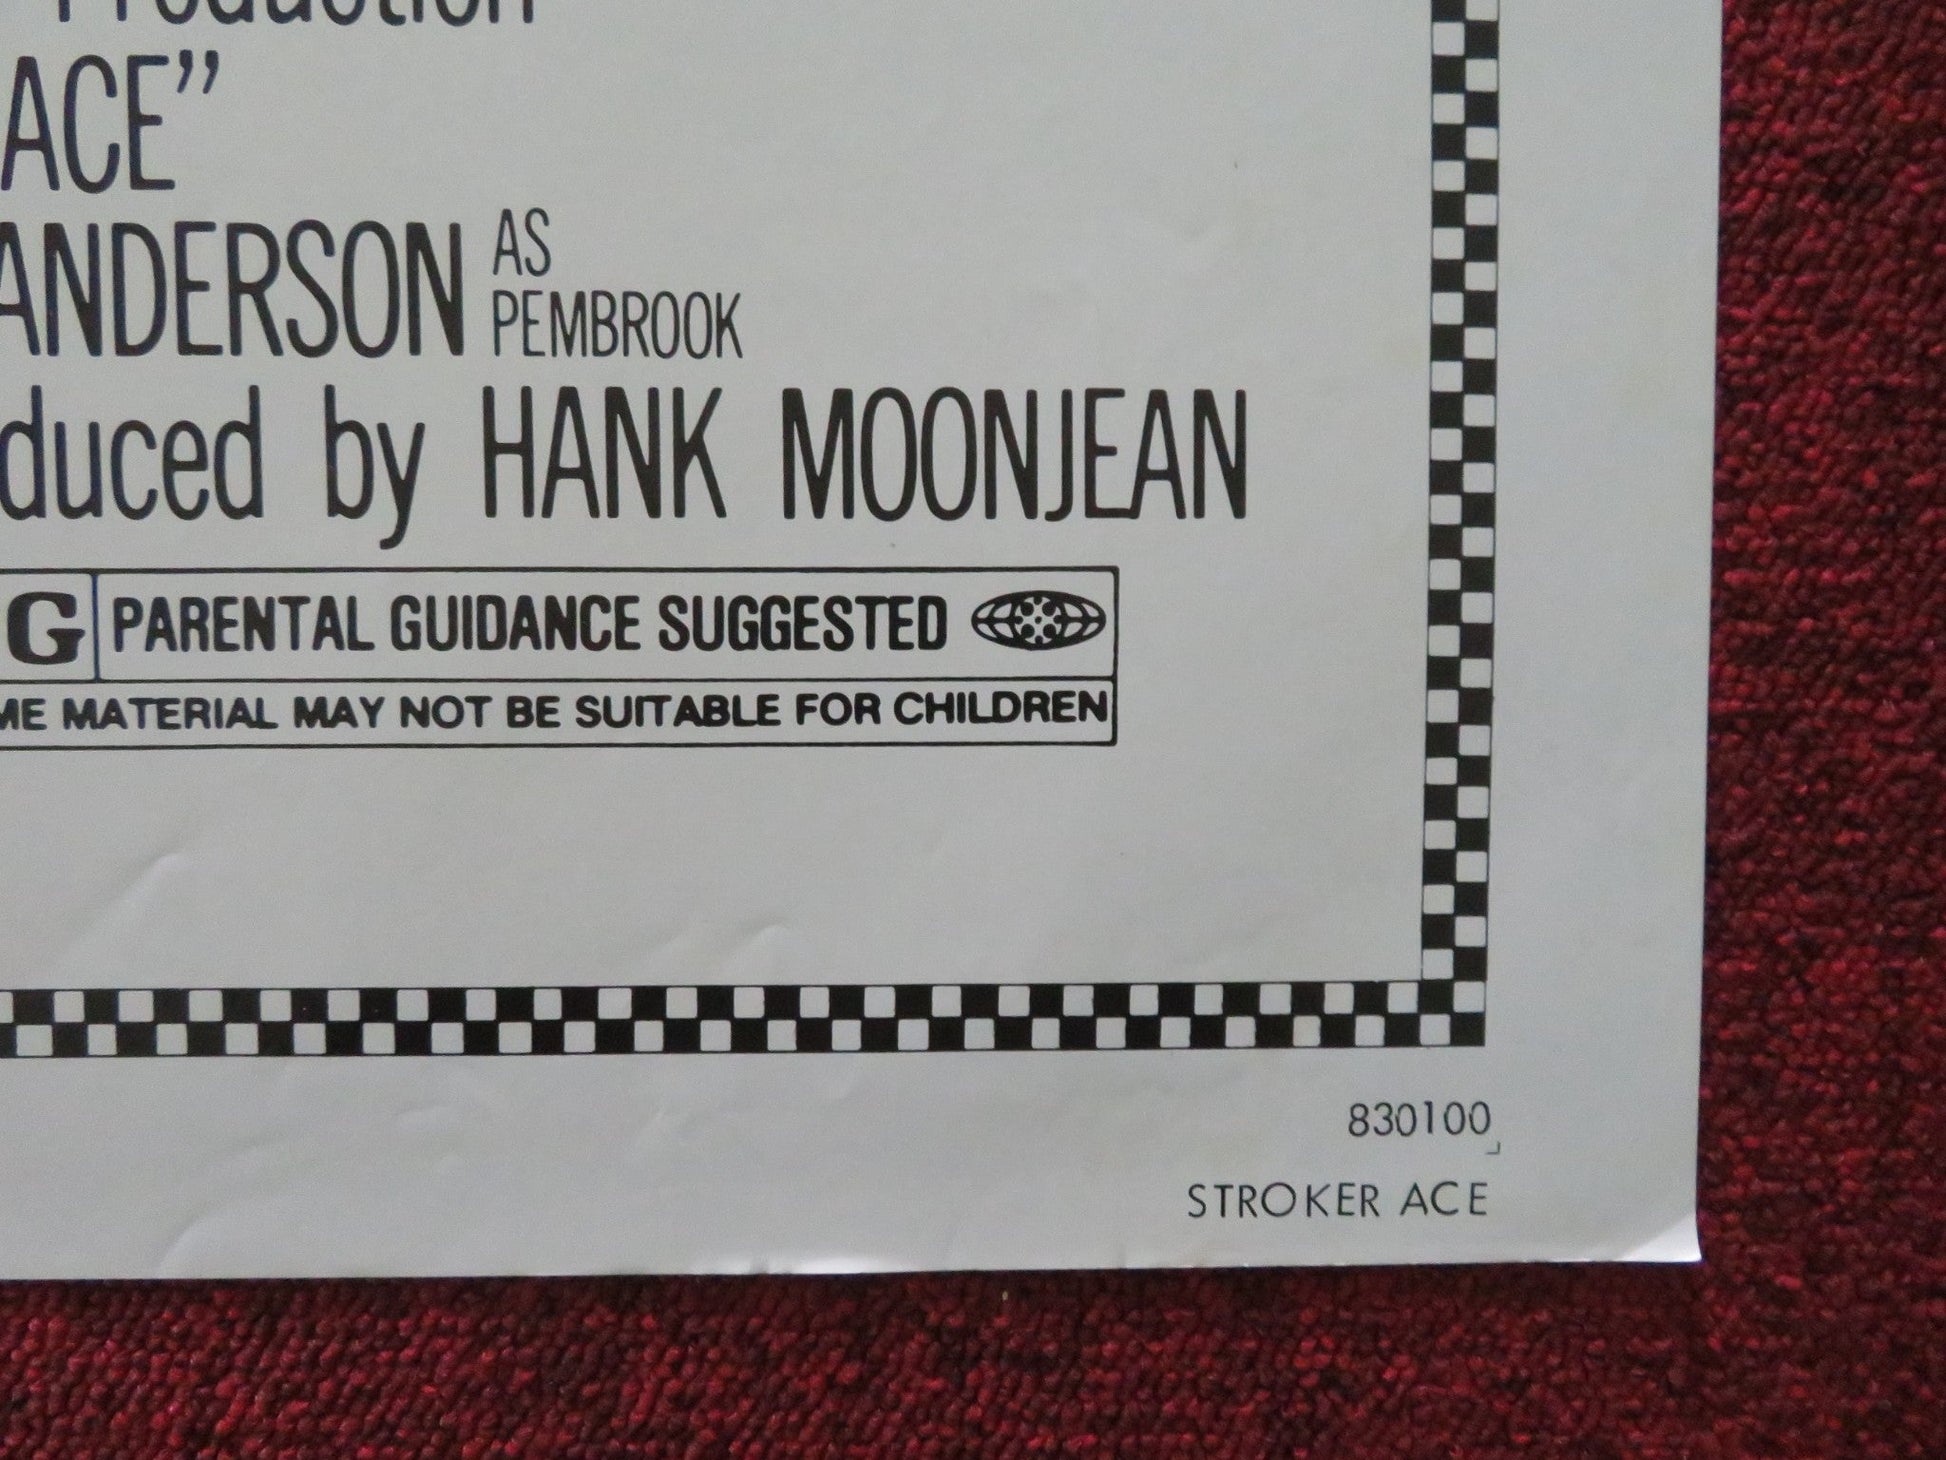 Production
ACE”
ANDERSON AS PEMBROOK
duced by HANK MOONJEAN
G PARENTAL GUIDANCE SUGGESTED
ME MATERIAL MAY NOT BE SUITABLE FOR CHILDREN
830100
STROKER ACE